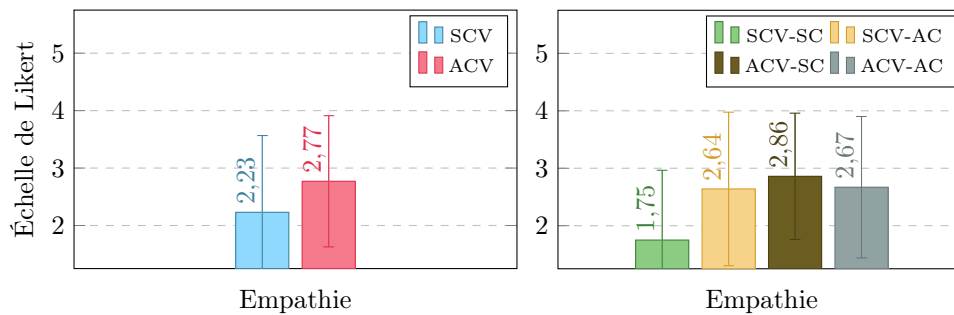 Échelle de Likert
5
4
3
2
SCV
ACV
2,23
2,77
Empathie
5
4
3
2
SCV-SC SCV-AC
ACV-SC ACV-AC
1,75
2,64
2,86
2,67
Empathie